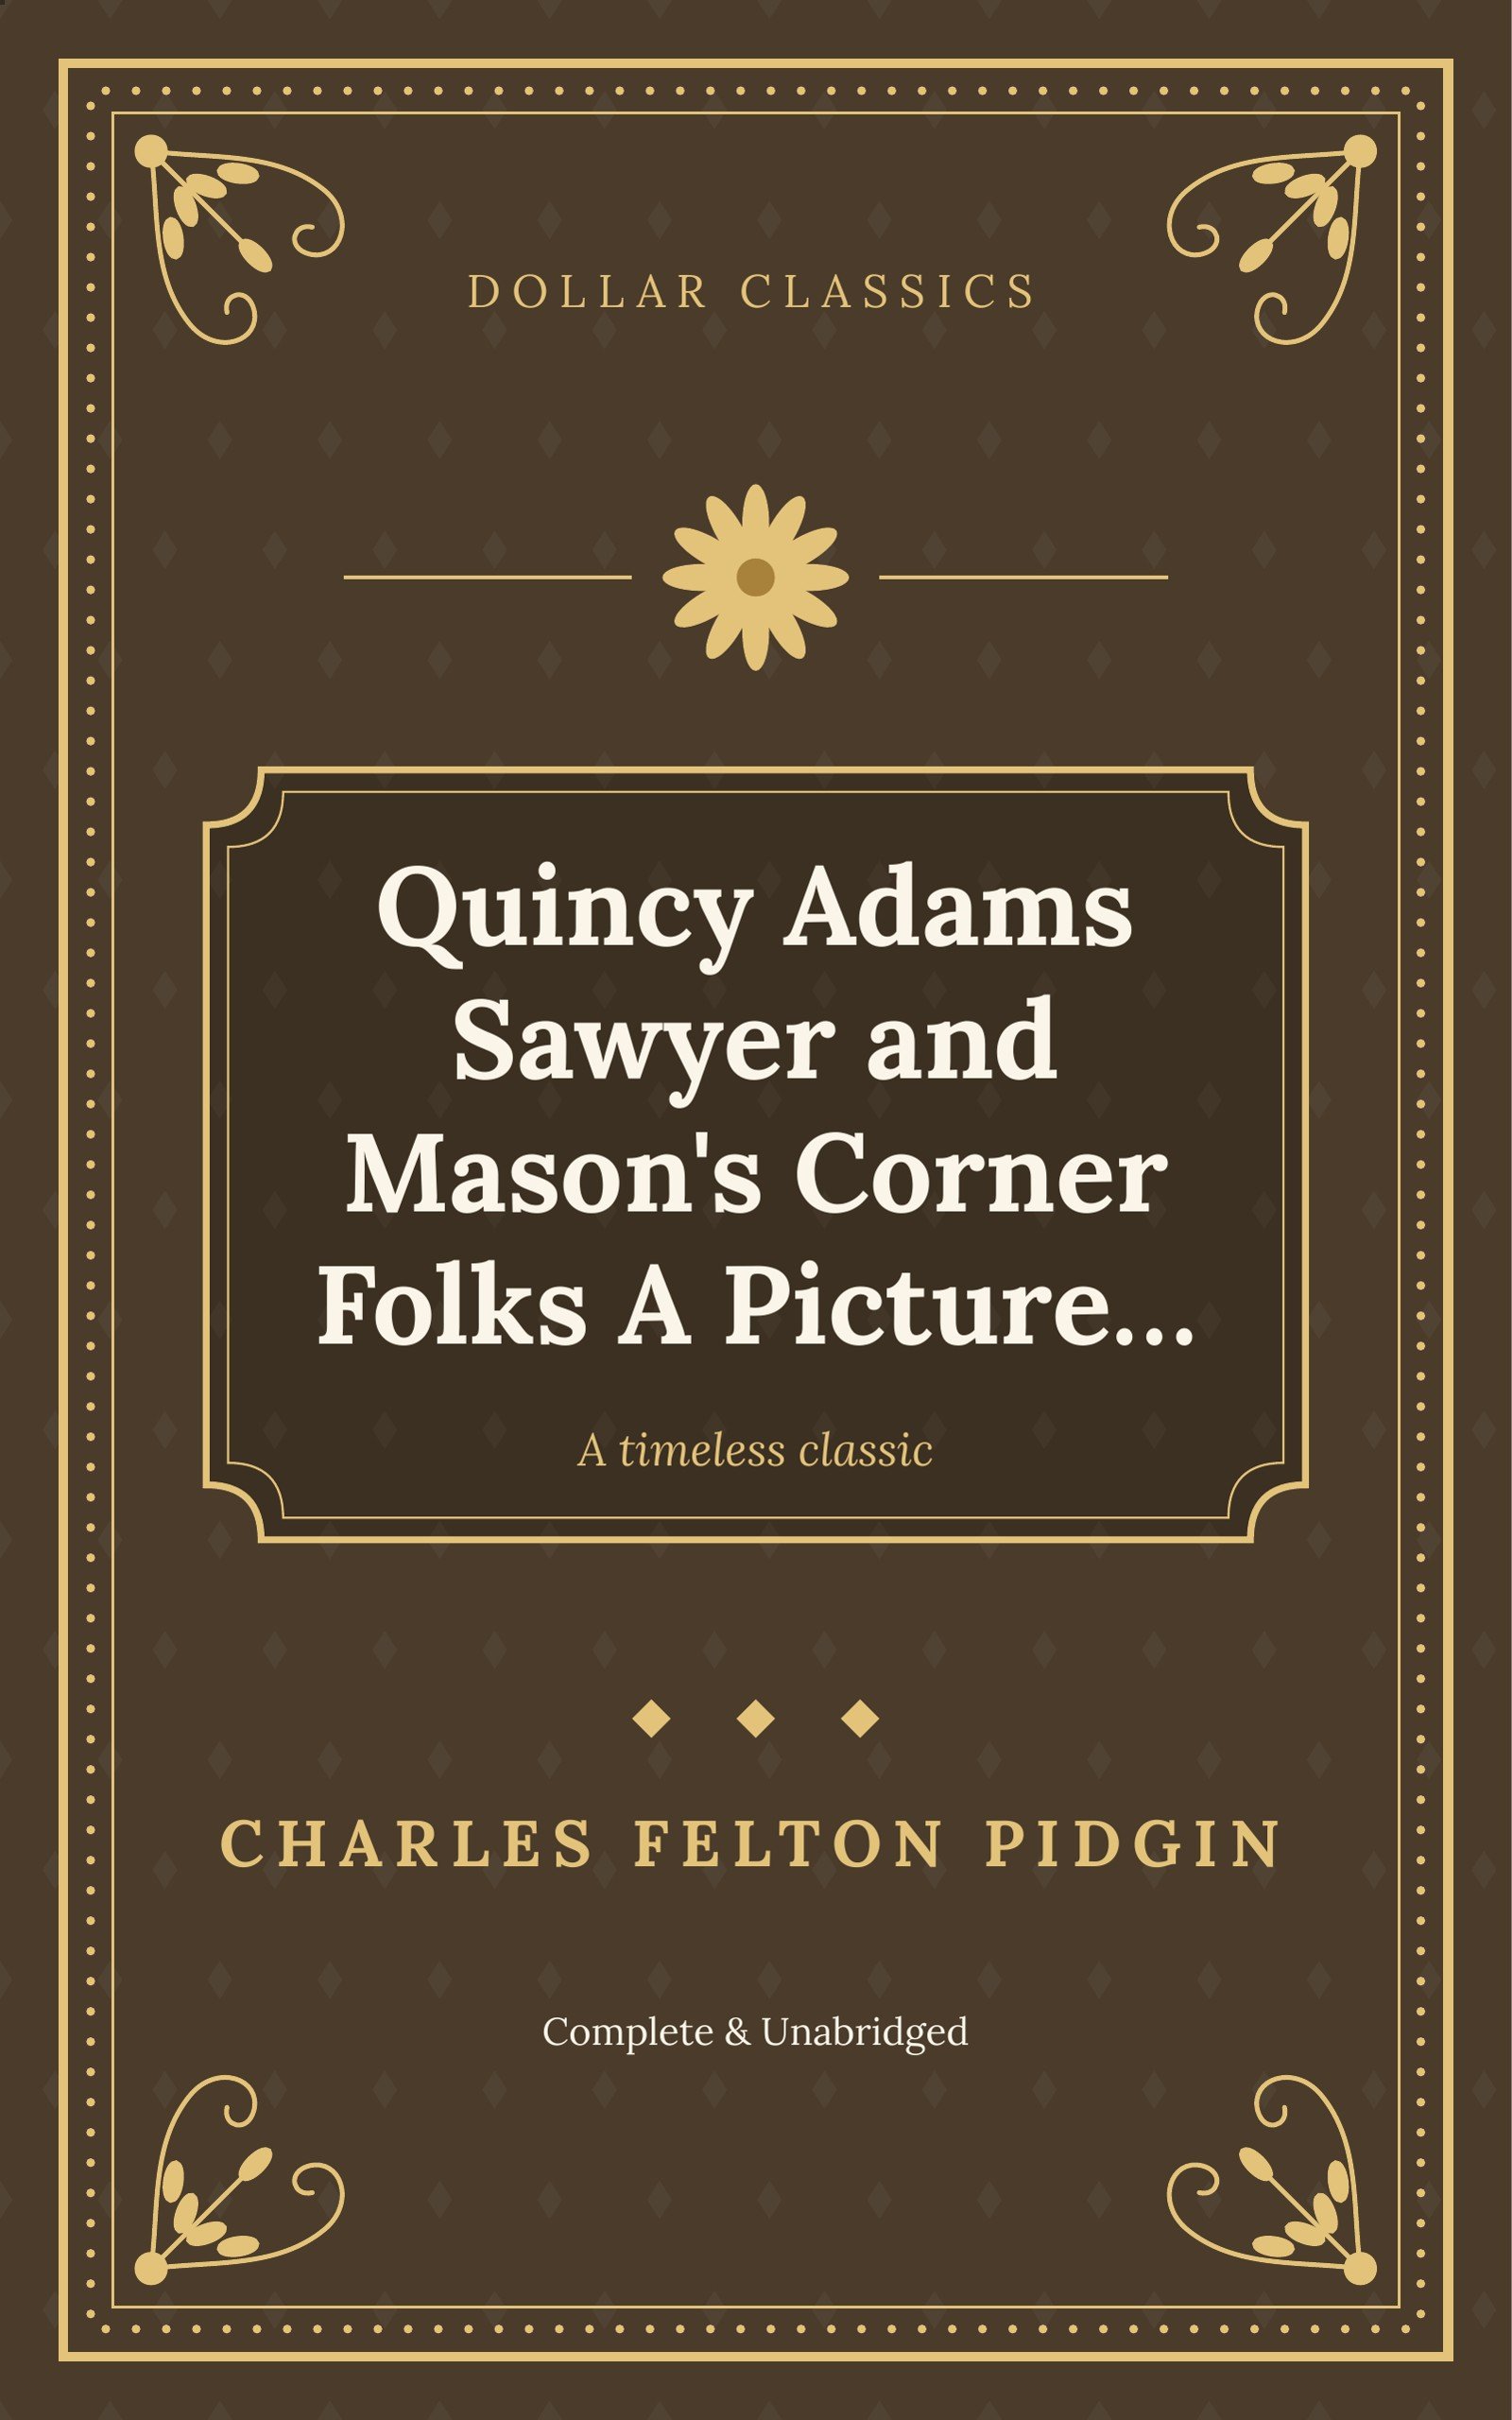 DOLLAR CLASSICS
Quincy Adams
Sawyer and
Mason's Corner
Folks A Picture...
A timeless classic
CHARLES FELTON PIDGIN
Complete & Unabridged